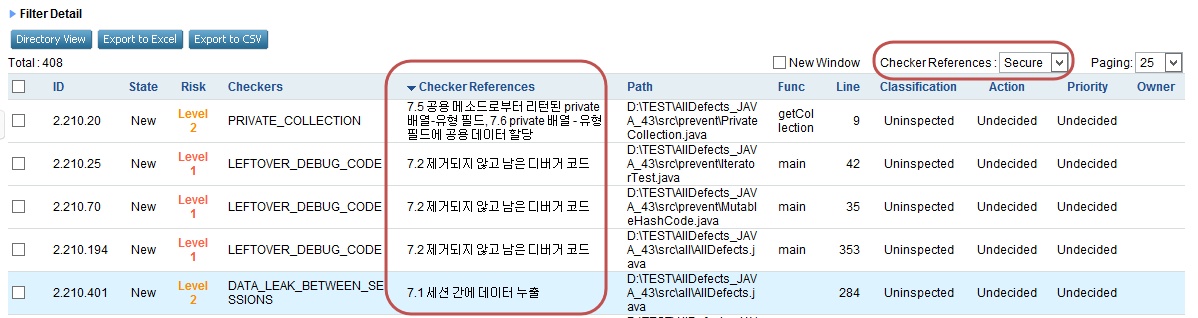 Filter Detail
Directory View Export to Excel Export to CSV
Total : 408 New Window Checker References : Secure Paging: 25
ID State Risk Checkers Checker References Path Func Line Classification Action Priority Owner
2.210.20 New Level 2 PRIVATE_COLLECTION 7.5 공용 메소드로부터 리턴된 private 배열-유형 필드, 7.6 private 배열 - 유형 필드에 공용 데이터 할당 D:\TEST\AllDefects_JAVA_43\src\prevent\PrivateCollection.java getCollection 9 Uninspected Undecided Undecided
2.210.25 New Level 1 LEFTOVER_DEBUG_CODE 7.2 제거되지 않고 남은 디버거 코드 D:\TEST\AllDefects_JAVA_43\src\prevent\IteratorTest.java main 42 Uninspected Undecided Undecided
2.210.70 New Level 1 LEFTOVER_DEBUG_CODE 7.2 제거되지 않고 남은 디버거 코드 D:\TEST\AllDefects_JAVA_43\src\prevent\MutableHashCode.java main 35 Uninspected Undecided Undecided
2.210.194 New Level 1 LEFTOVER_DEBUG_CODE 7.2 제거되지 않고 남은 디버거 코드 D:\TEST\AllDefects_JAVA_43\src\all\AllDefects.java main 353 Uninspected Undecided Undecided
2.210.401 New Level 2 DATA_LEAK_BETWEEN_SESSIONS 7.1 세션 간에 데이터 누출 D:\TEST\AllDefects_JAVA_43\src\all\AllDefects.java 284 Uninspected Undecided Undecided